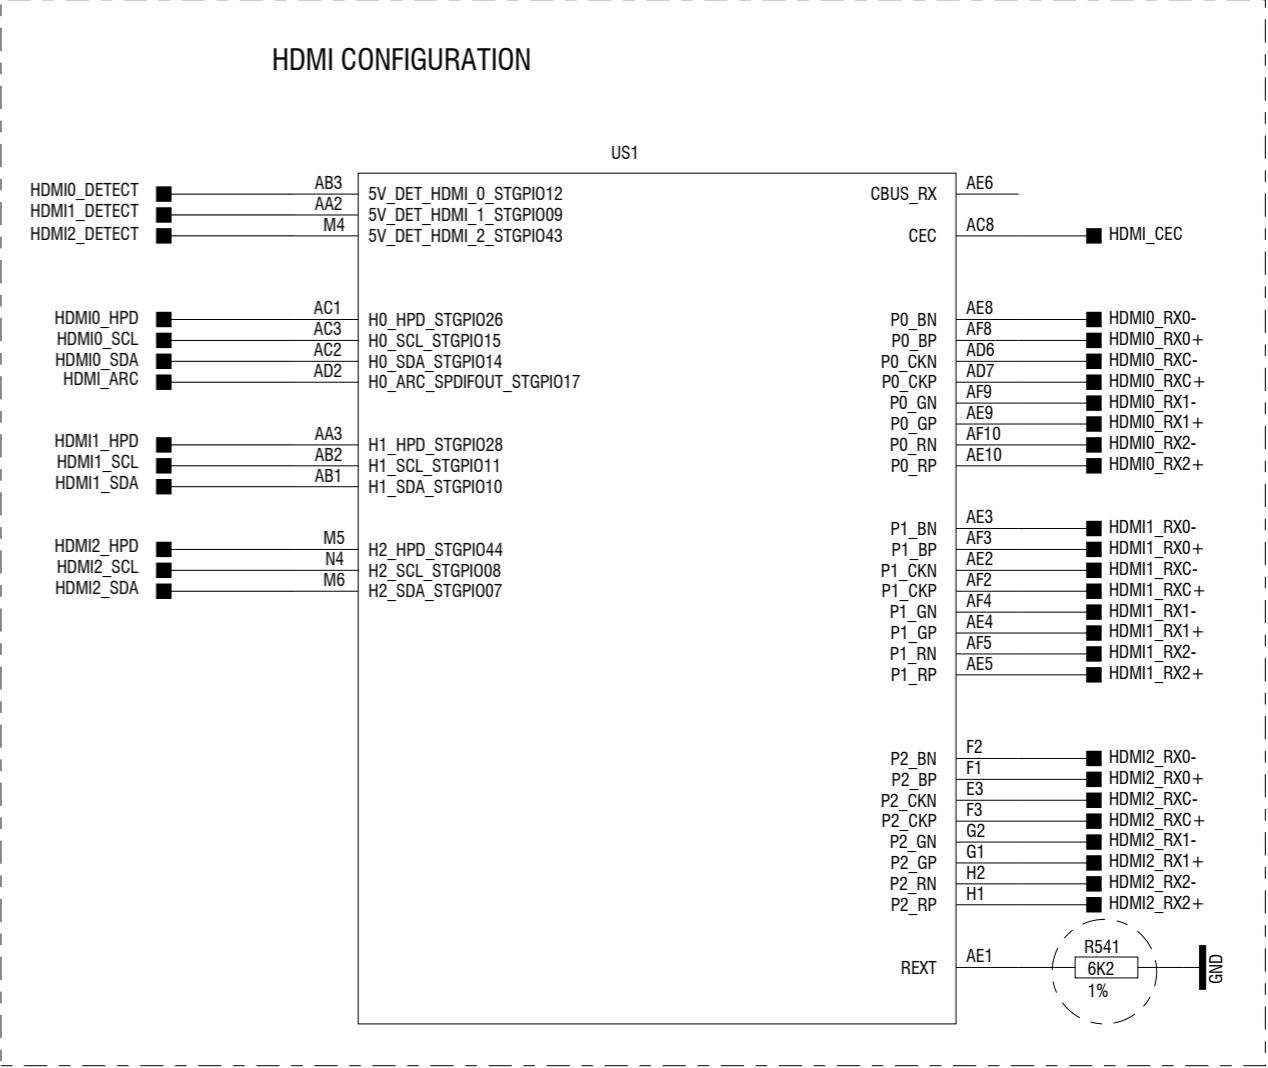 HDMI CONFIGURATION
US1
HDMI0_DETECT AB3 5V_DET_HDMI_0_STGPIO12 CBUS_RX AE6
HDMI1_DETECT AA2 5V_DET_HDMI_1_STGPIO09
HDMI2_DETECT M4 5V_DET_HDMI_2_STGPIO43 CEC AC8 HDMI_CEC
HDMI0_HPD AC1 H0_HPD_STGPIO26 P0_BN AE8 HDMI0_RX0-
HDMI0_SCL AC3 H0_SCL_STGPIO15 P0_BP AF8 HDMI0_RX0+
HDMI0_SDA AC2 H0_SDA_STGPIO14 P0_CKN AD6 HDMI0_RXC-
HDMI_ARC AD2 H0_ARC_SPDIFOUT_STGPIO17 P0_CKP AD7 HDMI0_RXC+
P0_GN AF9 HDMI0_RX1-
P0_GP AE9 HDMI0_RX1+
HDMI1_HPD AA3 H1_HPD_STGPIO28 P0_RN AF10 HDMI0_RX2-
HDMI1_SCL AB2 H1_SCL_STGPIO11 P0_RP AE10 HDMI0_RX2+
HDMI1_SDA AB1 H1_SDA_STGPIO10
P1_BN AE3 HDMI1_RX0-
HDMI2_HPD M5 H2_HPD_STGPIO44 P1_BP AF3 HDMI1_RX0+
HDMI2_SCL N4 H2_SCL_STGPIO08 P1_CKN AE2 HDMI1_RXC-
HDMI2_SDA M6 H2_SDA_STGPIO07 P1_CKP AF2 HDMI1_RXC+
P1_GN AF4 HDMI1_RX1-
P1_GP AE4 HDMI1_RX1+
P1_RN AF5 HDMI1_RX2-
P1_RP AE5 HDMI1_RX2+
P2_BN F2 HDMI2_RX0-
P2_BP F1 HDMI2_RX0+
P2_CKN E3 HDMI2_RXC-
P2_CKP F3 HDMI2_RXC+
P2_GN G2 HDMI2_RX1-
P2_GP G1 HDMI2_RX1+
P2_RN H2 HDMI2_RX2-
P2_RP H1 HDMI2_RX2+
R541
REXT AE1 6K2 GND
1%